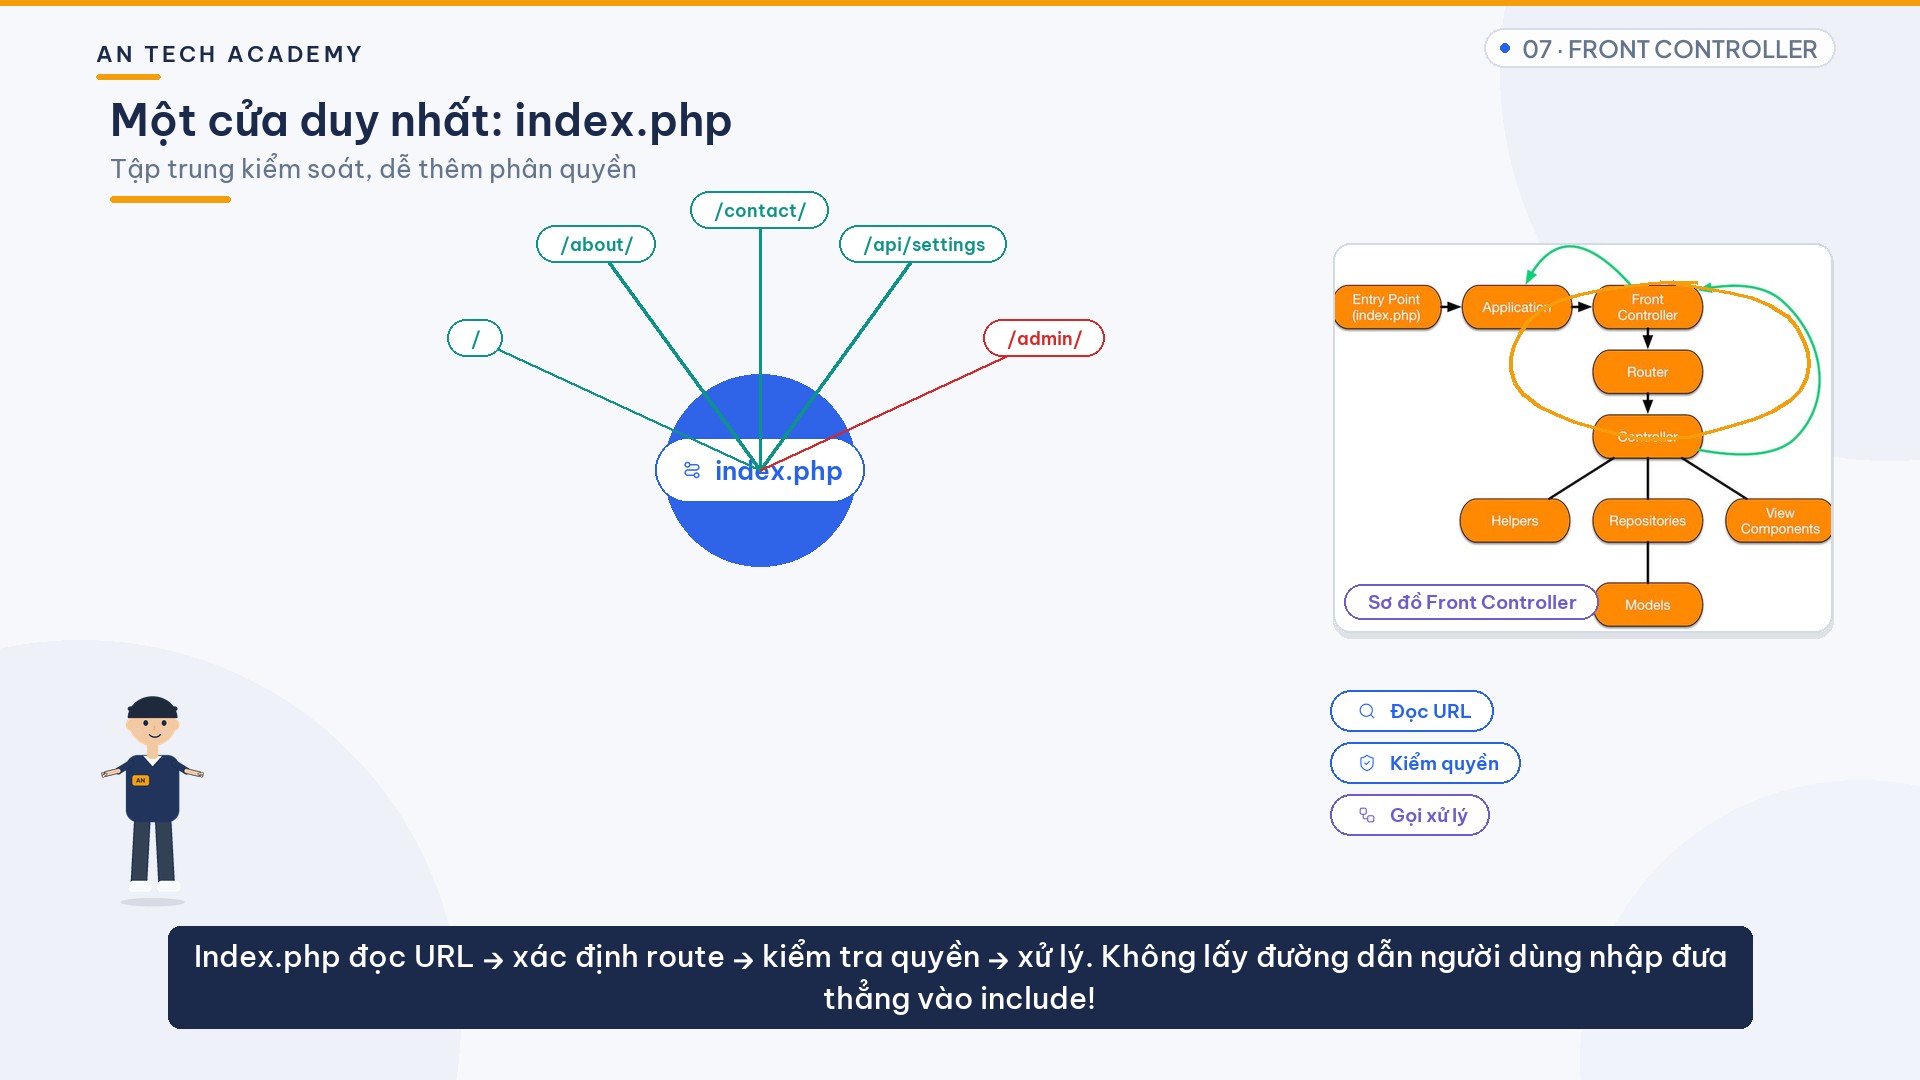 AN TECH ACADEMY
07 · FRONT CONTROLLER
Một cửa duy nhất: index.php
Tập trung kiểm soát, dễ thêm phân quyền
/contact/
/about/
/api/settings
/
/admin/
index.php
Entry Point
(index.php)
Application
Front
Controller
Router
Controller
Helpers
Repositories
View
Components
Sơ đồ Front Controller
Models
Đọc URL
Kiểm quyền
Gọi xử lý
AN
Index.php đọc URL → xác định route → kiểm tra quyền → xử lý. Không lấy đường dẫn người dùng nhập đưa
thẳng vào include!